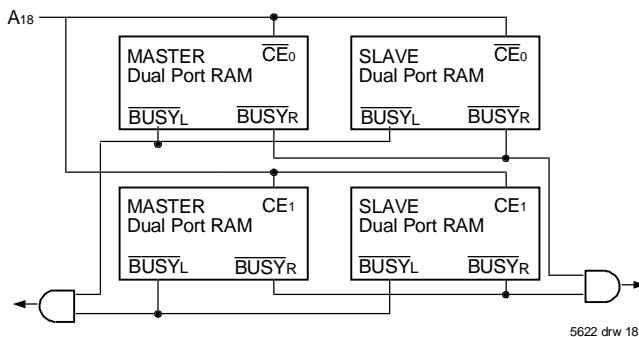 A18
MASTER CE0 SLAVE CE0
Dual Port RAM Dual Port RAM
BUSYL BUSYR BUSYL BUSYR
MASTER CE1 SLAVE CE1
Dual Port RAM Dual Port RAM
BUSYL BUSYR BUSYL BUSYR
5622 drw 18